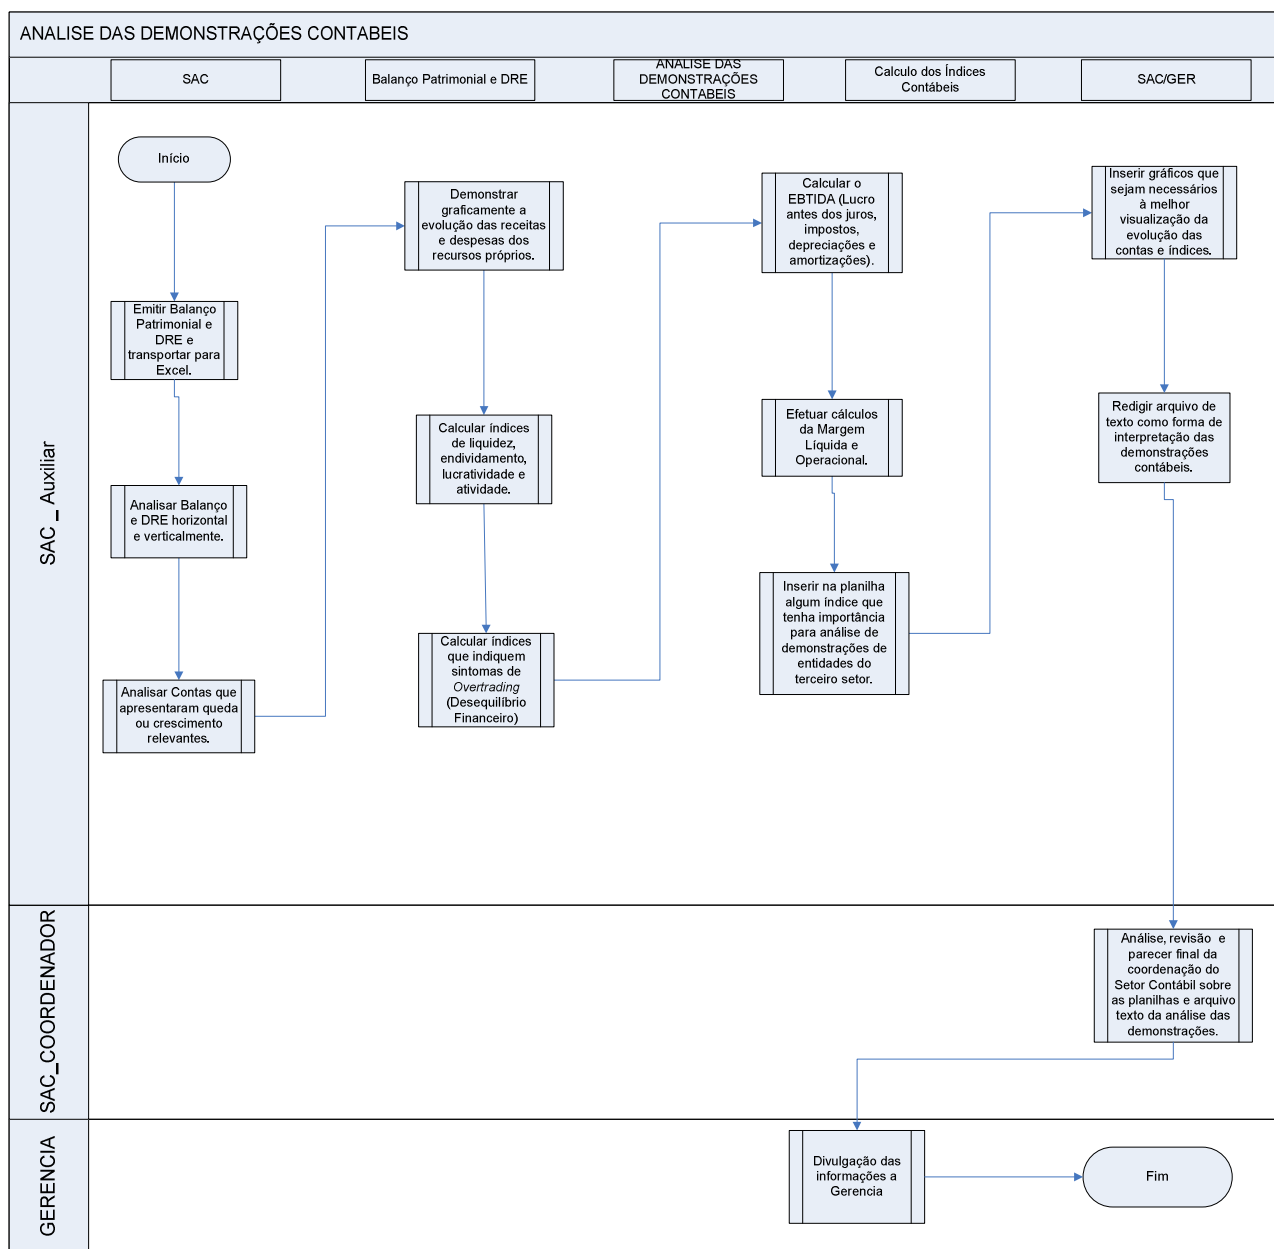 ANALISE DAS DEMONSTRAÇÕES CONTABEIS
SAC
Balanço Patrimonial e DRE
ANALISE DAS
DEMONSTRAÇÕES
CONTABEIS
Calculo dos Índices
Contábeis
SAC/GER
SAC _ Auxiliar
Início
Emitir Balanço
Patrimonial e
DRE e
transportar para
Excel.
Analisar Balanço
e DRE horizontal
e verticalmente.
Analisar Contas que
apresentaram queda
ou crescimento
relevantes.
Demonstrar
graficamente a
evolução das receitas
e despesas dos
recursos próprios.
Calcular índices
de liquidez,
endividamento,
lucratividade e
atividade.
Calcular índices
que indiquem
sintomas de
Overtrading
(Desequilíbrio
Financeiro)
Calcular o
EBTIDA (Lucro
antes dos juros,
impostos,
depreciações e
amortizações).
Efetuar cálculos
da Margem
Líquida e
Operacional.
Inserir na planilha
algum índice que
tenha importância
para análise de
demonstrações de
entidades do
terceiro setor.
Inserir gráficos que
sejam necessários
à melhor
visualização da
evolução das
contas e índices.
Redigir arquivo de
texto como forma de
interpretação das
demonstrações
contábeis.
SAC_COORDENADOR
Análise, revisão e
parecer final da
coordenação do
Setor Contábil sobre
as planilhas e arquivo
texto da análise das
demonstrações.
GERENCIA
Divulgação das
informações a
Gerencia
Fim